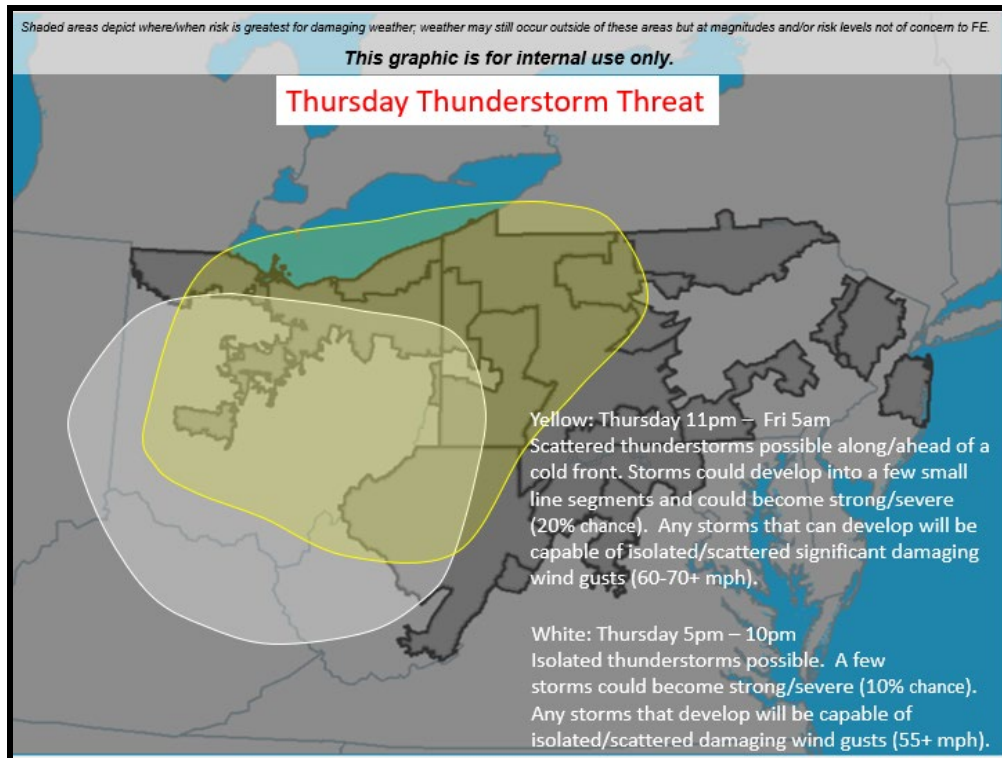 Shaded areas depict where/when risk is greatest for damaging weather; weather may still occur outside of these areas but at magnitudes and/or risk levels not of concern to FE.
This graphic is for internal use only.
Thursday Thunderstorm Threat
Yellow: Thursday 11pm – Fri 5am
Scattered thunderstorms possible along/ahead of a
cold front. Storms could develop into a few small
line segments and could become strong/severe
(20% chance). Any storms that can develop will be
capable of isolated/scattered significant damaging
wind gusts (60-70+ mph).
White: Thursday 5pm – 10pm
Isolated thunderstorms possible. A few
storms could become strong/severe (10% chance).
Any storms that develop will be capable of
isolated/scattered damaging wind gusts (55+ mph).